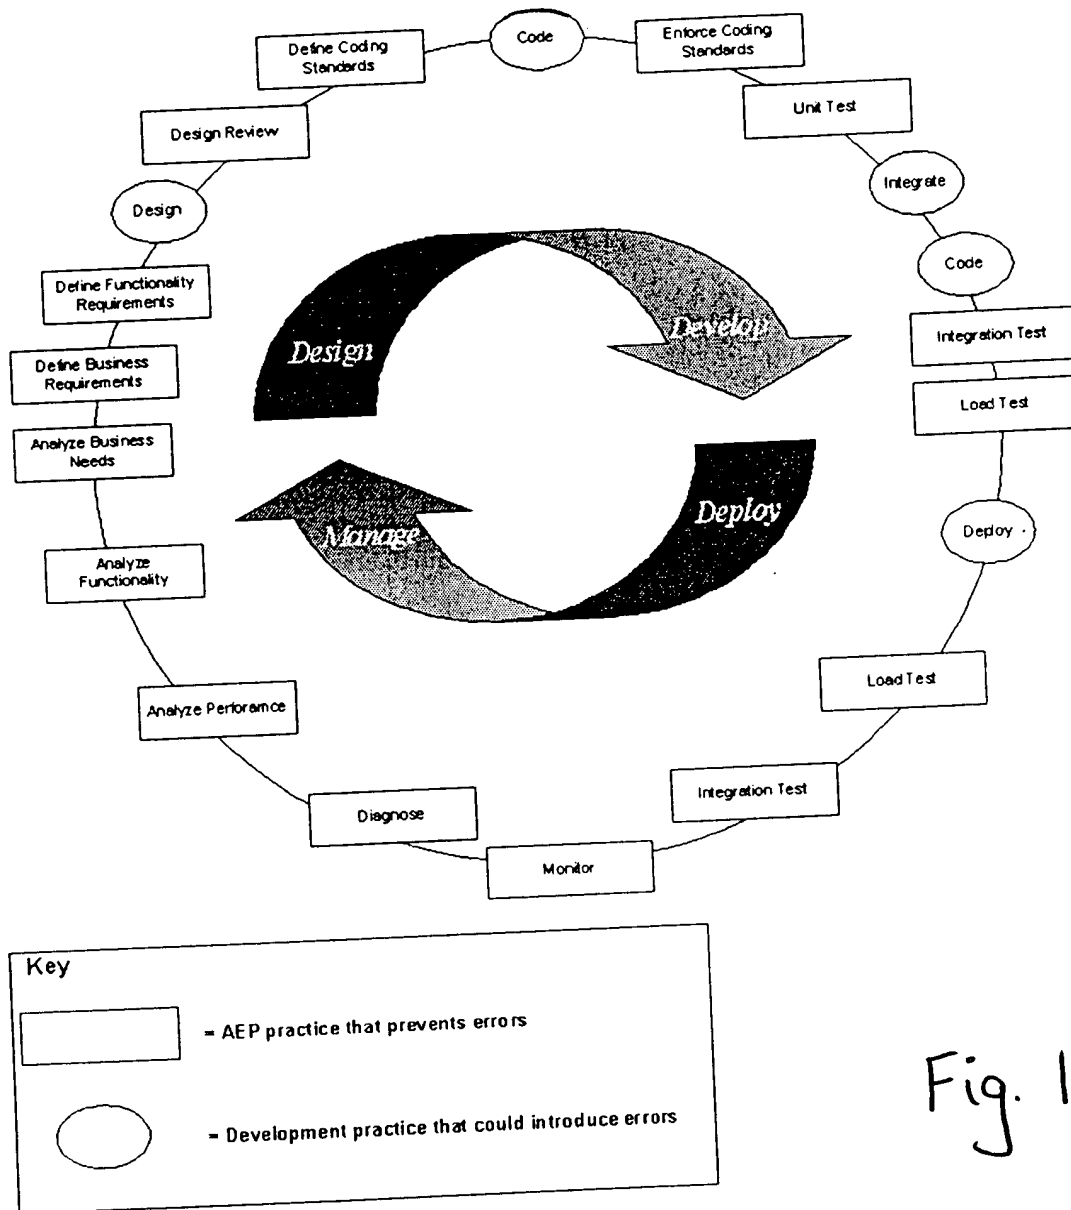 Code
Define Coding
Standards
Enforce Coding
Standards
Design Review
Unit Test
Design
Integrate
Define Functionality
Requirements
Code
Define Business
Requirements
Integration Test
Analyze Business
Needs
Load Test
Design
Develop
Manage
Deploy
Deploy
Analyze
Functionality
Load Test
Analyze Perforamce
Integration Test
Diagnose
Monitor
Key
= AEP practice that prevents errors
= Development practice that could introduce errors
Fig. 1